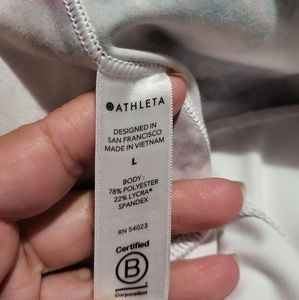 ATHLETA
DESIGNED IN
SAN FRANCISCO
MADE IN VIETNAM
L
BODY:
78% POLYESTER
22% LYCRA®
SPANDEX
RN 54023
Certified
B
Corporation